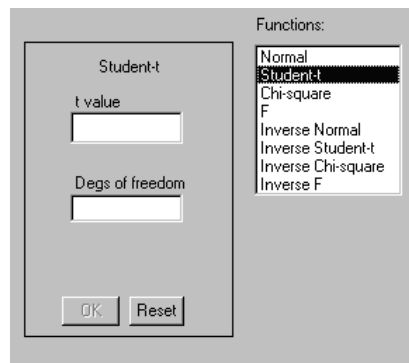 Functions:
Student-t
t value
Degs of freedom
OK
Reset
Normal
Student-t
Chi-square
F
Inverse Normal
Inverse Student-t
Inverse Chi-square
Inverse F